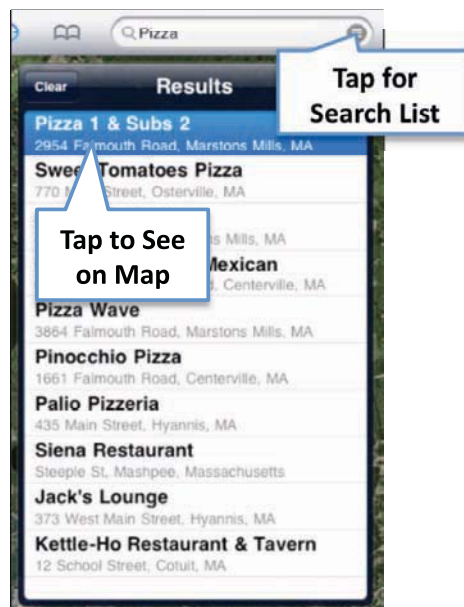 Pizza
Tap for
Search List
Clear
Results
Pizza 1 & Subs 2
2954 Falmouth Road, Marstons Mills, MA
Tomatoes Pizza
770 Street, Osterville, MA
Tap to See
on Map
Mills, MA
Mexican
Centerville, MA
Pizza Wave
3864 Falmouth Road, Marstons Mills, MA
Pinocchio Pizza
1661 Falmouth Road, Centerville, MA
Palio Pizzeria
435 Main Street, Hyannis, MA
Siena Restaurant
Steeple St, Mashpee, Massachusetts
Jack's Lounge
373 West Main Street, Hyannis, MA
Kettle-Ho Restaurant & Tavern
12 School Street, Cotuit, MA